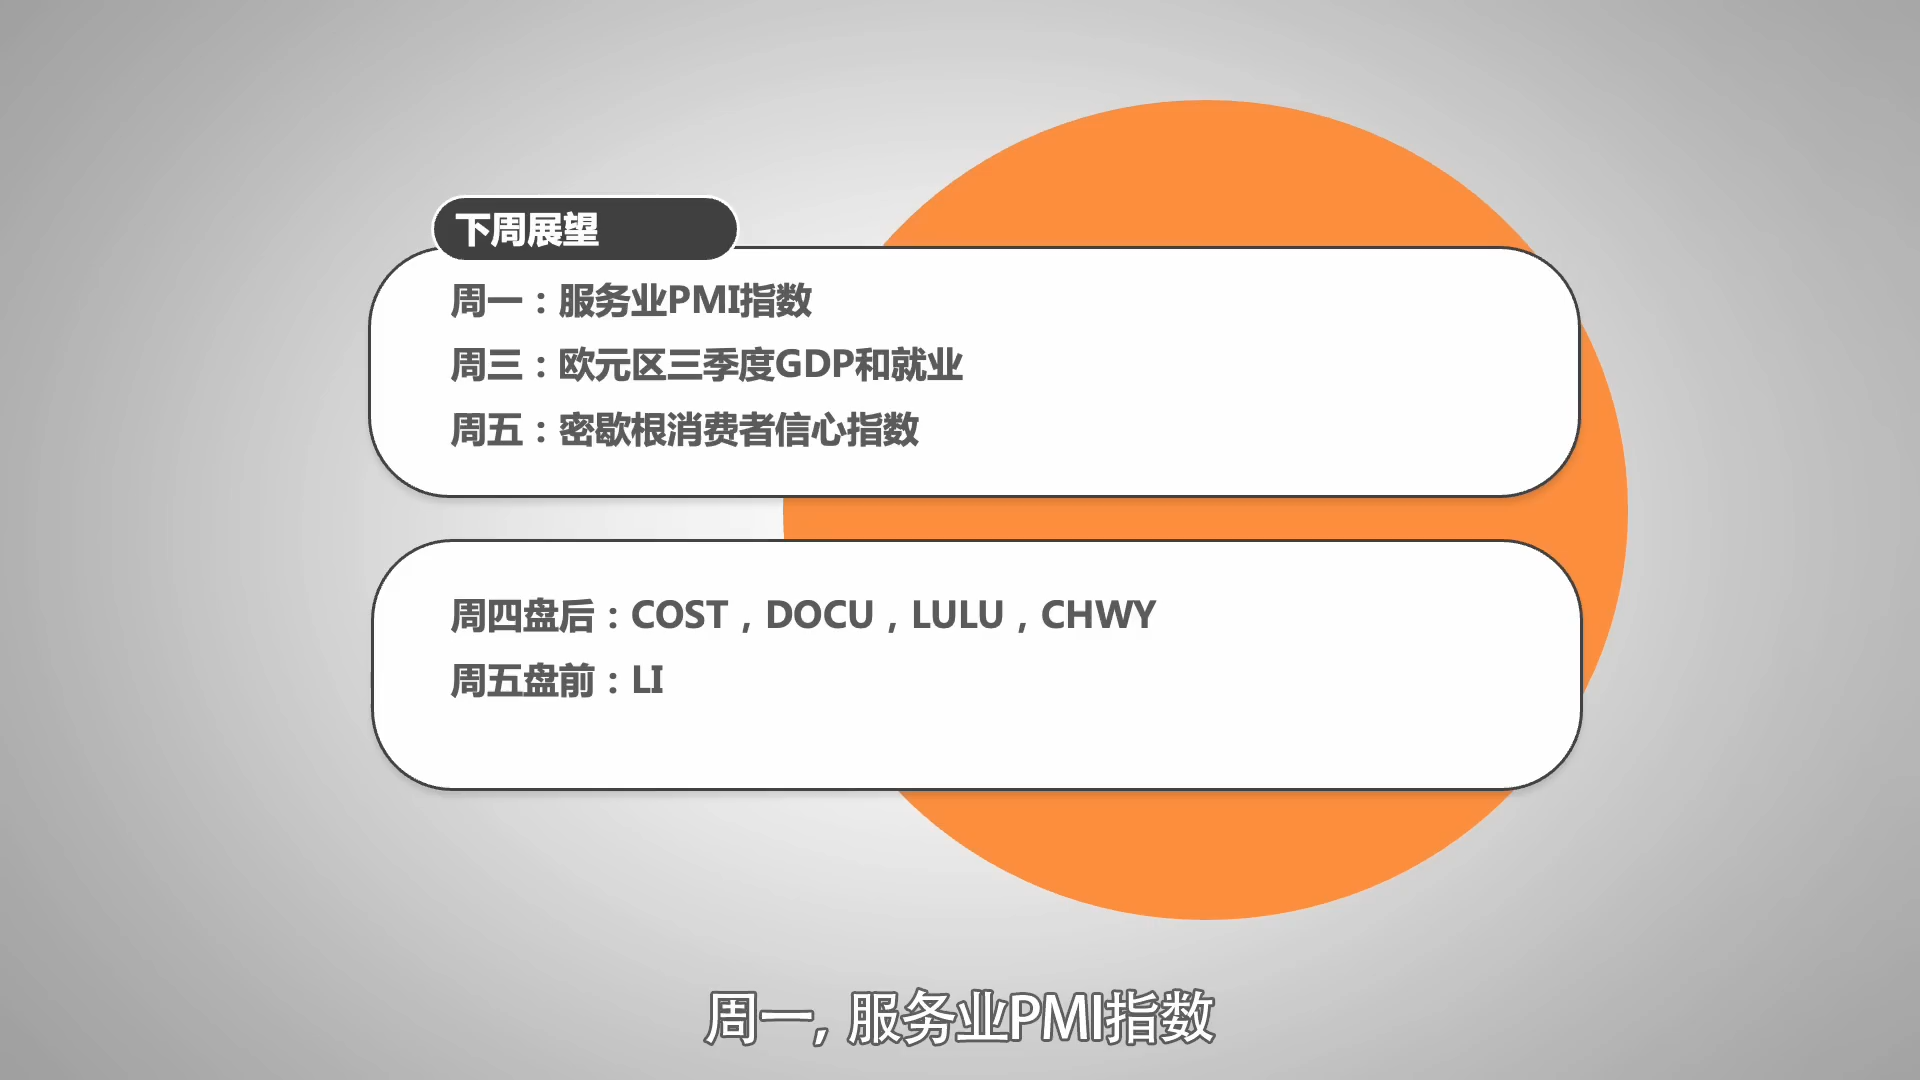 下周展望
周一：服务业PMI指数
周三：欧元区三季度GDP和就业
周五：密歇根消费者信心指数
周四盘后：COST，DOCU，LULU，CHWY
周五盘前：LI
周一, 服务业PMI指数